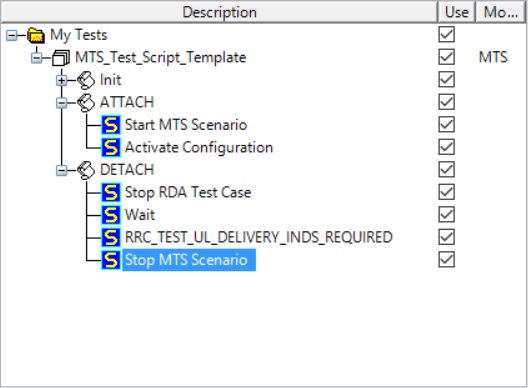 Description Use Mo...
My Tests
MTS_Test_Script_Template MTS
Init
ATTACH
S Start MTS Scenario
S Activate Configuration
DETACH
S Stop RDA Test Case
S Wait
S RRC_TEST_UL_DELIVERY_INDS_REQUIRED
S Stop MTS Scenario